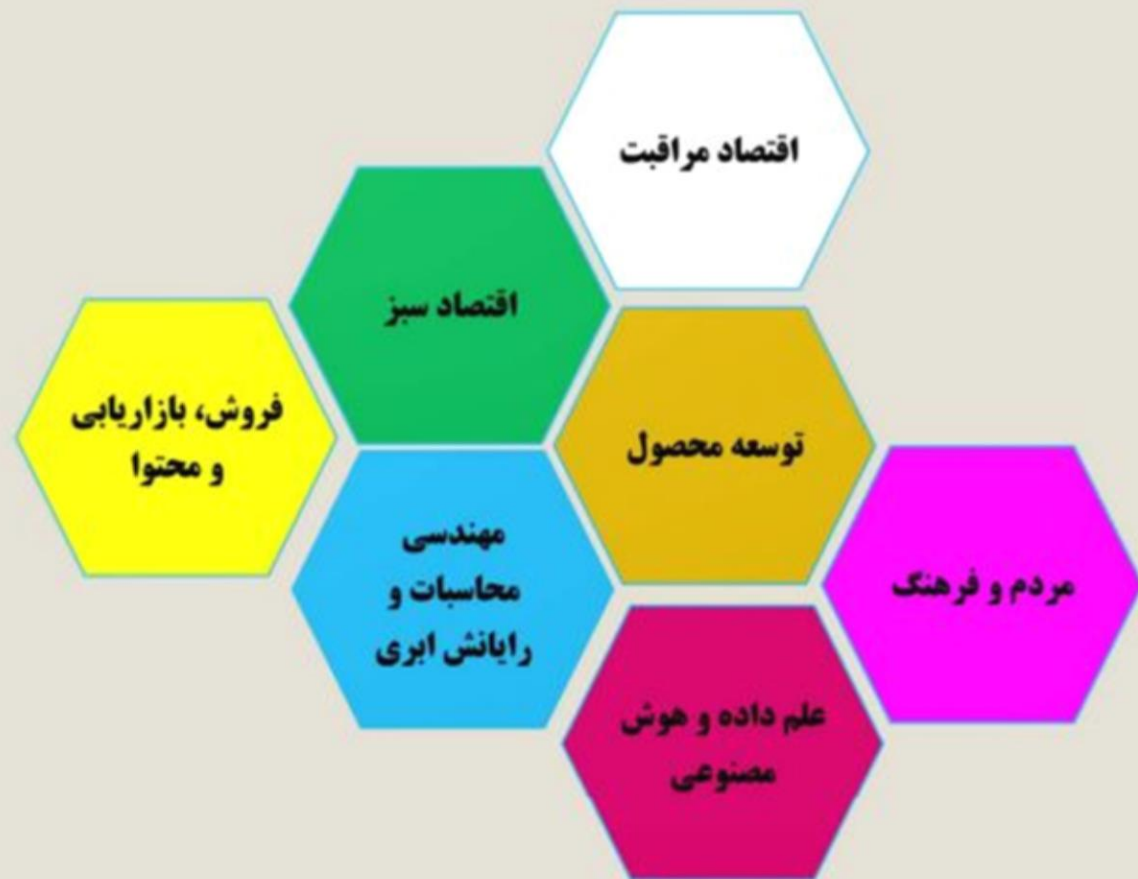 اقتصاد مراقبت
اقتصاد سبز
فروش، بازاریابی
و محتوا
توسعه محصول
مهندسی
محاسبات و
رایانش ابری
مردم و فرهنگ
علم داده و هوش
مصنوعی